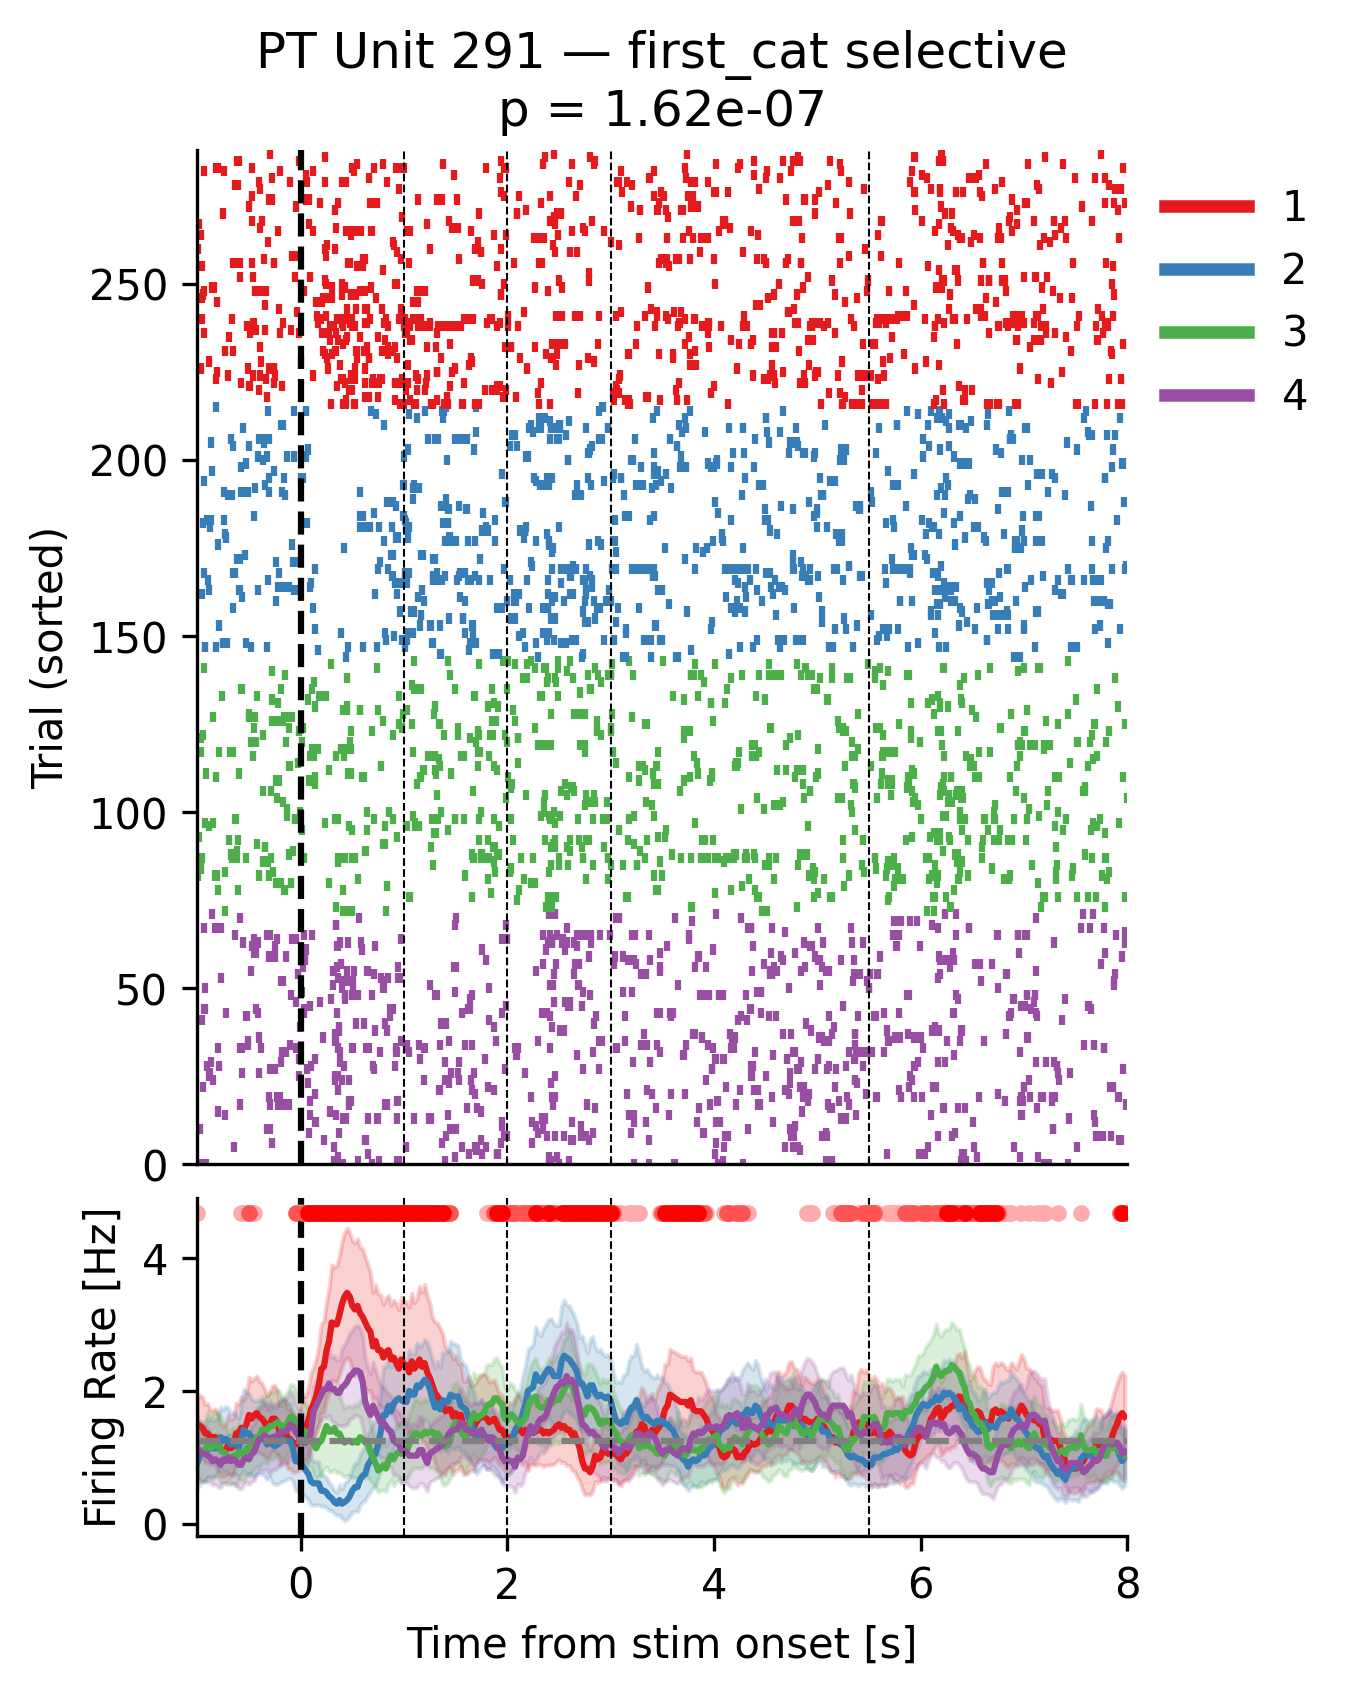 PT Unit 291 — first_cat selective
p = 1.62e-07
1
2
3
4
Trial (sorted)
250
200
150
100
50
0
Firing Rate [Hz]
4
2
0
0 2 4 6 8
Time from stim onset [s]